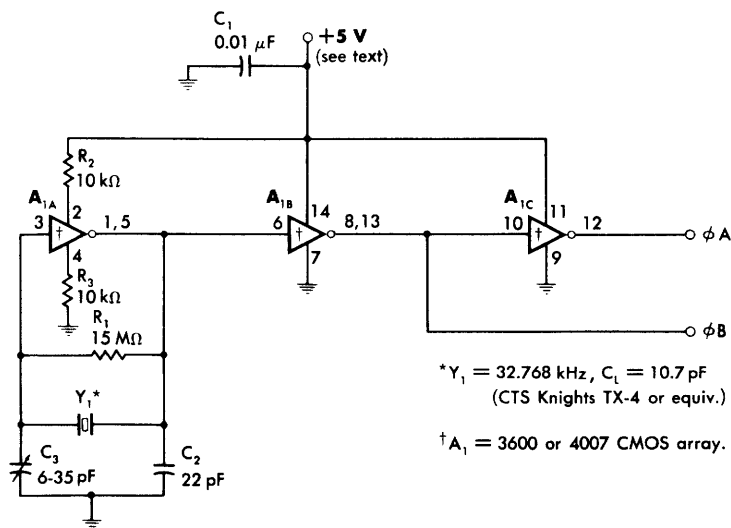 C₁
0.01 μF
+5 V
(see text)
R₂
10 kΩ
A₁A
3
†
2
1,5
4
R₃
10 kΩ
R₁
15 MΩ
A₁B
6
†
14
8,13
7
A₁C
10
†
11
12
9
ϕA
ϕB
Y₁*
C₃
6-35 pF
C₂
22 pF
*Y₁ = 32.768 kHz, C_L = 10.7 pF
(CTS Knights TX-4 or equiv.)
†A₁ = 3600 or 4007 CMOS array.